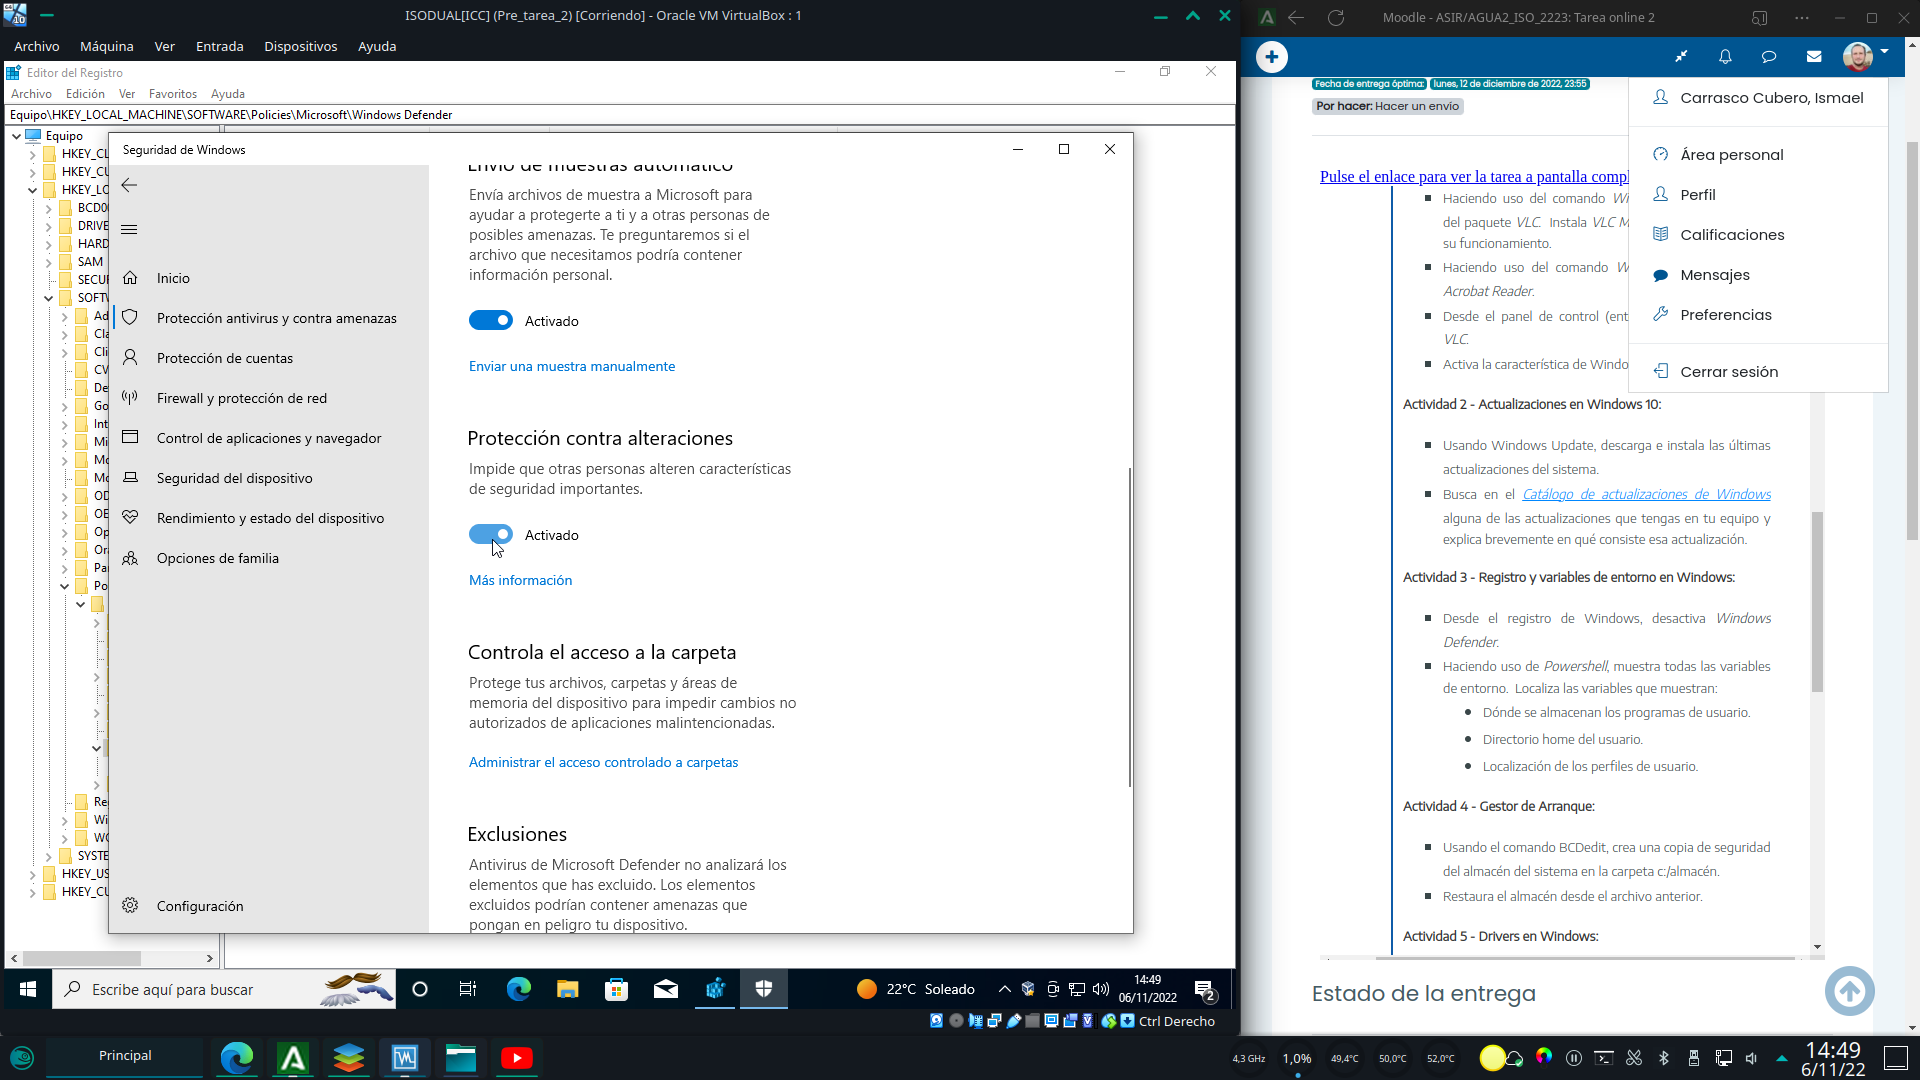 ISODUAL[ICC] (Pre_tarea_2) [Corriendo] - Oracle VM VirtualBox : 1
Archivo Máquina Ver Entrada Dispositivos Ayuda
Editor del Registro
Archivo Edición Ver Favoritos Ayuda
Equipo\HKEY_LOCAL_MACHINE\SOFTWARE\Policies\Microsoft\Windows Defender
Equipo
HKEY_CL
HKEY_CU
HKEY_LO
BCD00
DRIVE
HARD
SAM
SECUR
SOFTW
Ad
Cla
Cli
CV
De
Go
Int
Mi
Mo
Mo
OD
OE
Op
Ora
Pa
Po
Re
Wi
WO
SYSTE
HKEY_US
HKEY_CU
Seguridad de Windows
Inicio
Protección antivirus y contra amenazas
Protección de cuentas
Firewall y protección de red
Control de aplicaciones y navegador
Seguridad del dispositivo
Rendimiento y estado del dispositivo
Opciones de familia
Configuración
Envío de muestras automático
Envía archivos de muestra a Microsoft para
ayudar a protegerte a ti y a otras personas de
posibles amenazas. Te preguntaremos si el
archivo que necesitamos podría contener
información personal.
Activado
Enviar una muestra manualmente
Protección contra alteraciones
Impide que otras personas alteren características
de seguridad importantes.
Activado
Más información
Controla el acceso a la carpeta
Protege tus archivos, carpetas y áreas de
memoria del dispositivo para impedir cambios no
autorizados de aplicaciones malintencionadas.
Administrar el acceso controlado a carpetas
Exclusiones
Antivirus de Microsoft Defender no analizará los
elementos que has excluido. Los elementos
excluidos podrían contener amenazas que
pongan en peligro tu dispositivo.
Escribe aquí para buscar
22°C Soleado
14:49
06/11/2022
2
Ctrl Derecho
Moodle - ASIR/AGUA2_ISO_2223: Tarea online 2
Fecha de entrega óptima: lunes, 12 de diciembre de 2022, 23:55
Por hacer: Hacer un envío
Carrasco Cubero, Ismael
Área personal
Perfil
Calificaciones
Mensajes
Preferencias
Cerrar sesión
Pulse el enlace para ver la tarea a pantalla compl
Haciendo uso del comando Wi
del paquete VLC. Instala VLC M
su funcionamiento.
Haciendo uso del comando W
Acrobat Reader.
Desde el panel de control (ent
VLC.
Activa la característica de Windo
Actividad 2 - Actualizaciones en Windows 10:
Usando Windows Update, descarga e instala las últimas
actualizaciones del sistema.
Busca en el Catálogo de actualizaciones de Windows
alguna de las actualizaciones que tengas en tu equipo y
explica brevemente en qué consiste esa actualización.
Actividad 3 - Registro y variables de entorno en Windows:
Desde el registro de Windows, desactiva Windows
Defender.
Haciendo uso de Powershell, muestra todas las variables
de entorno. Localiza las variables que muestran:
Dónde se almacenan los programas de usuario.
Directorio home del usuario.
Localización de los perfiles de usuario.
Actividad 4 - Gestor de Arranque:
Usando el comando BCDedit, crea una copia de seguridad
del almacén del sistema en la carpeta c:/almacén.
Restaura el almacén desde el archivo anterior.
Actividad 5 - Drivers en Windows:
Estado de la entrega
Principal
4,3 GHz
1,0%
49,4°C
50,0°C
52,0°C
14:49
6/11/22